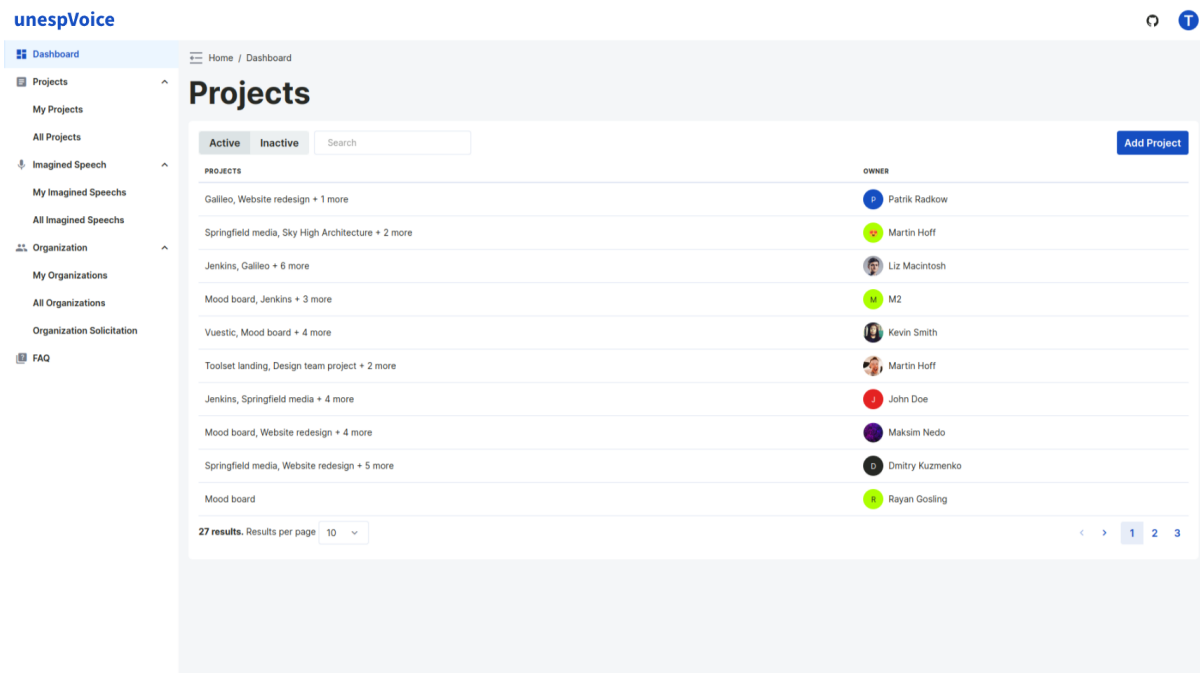 unespVoice
T
Dashboard
Projects
My Projects
All Projects
Imagined Speech
My Imagined Speechs
All Imagined Speechs
Organization
My Organizations
All Organizations
Organization Solicitation
FAQ
Home / Dashboard
Projects
Active Inactive Search Add Project
PROJECTS OWNER
Galileo, Website redesign + 1 more P Patrik Radkow
Springfield media, Sky High Architecture + 2 more Martin Hoff
Jenkins, Galileo + 6 more Liz Macintosh
Mood board, Jenkins + 3 more M M2
Vuestic, Mood board + 4 more Kevin Smith
Toolset landing, Design team project + 2 more Martin Hoff
Jenkins, Springfield media + 4 more J John Doe
Mood board, Website redesign + 4 more Maksim Nedo
Springfield media, Website redesign + 5 more D Dmitry Kuzmenko
Mood board R Rayan Gosling
27 results. Results per page 10 < > 1 2 3